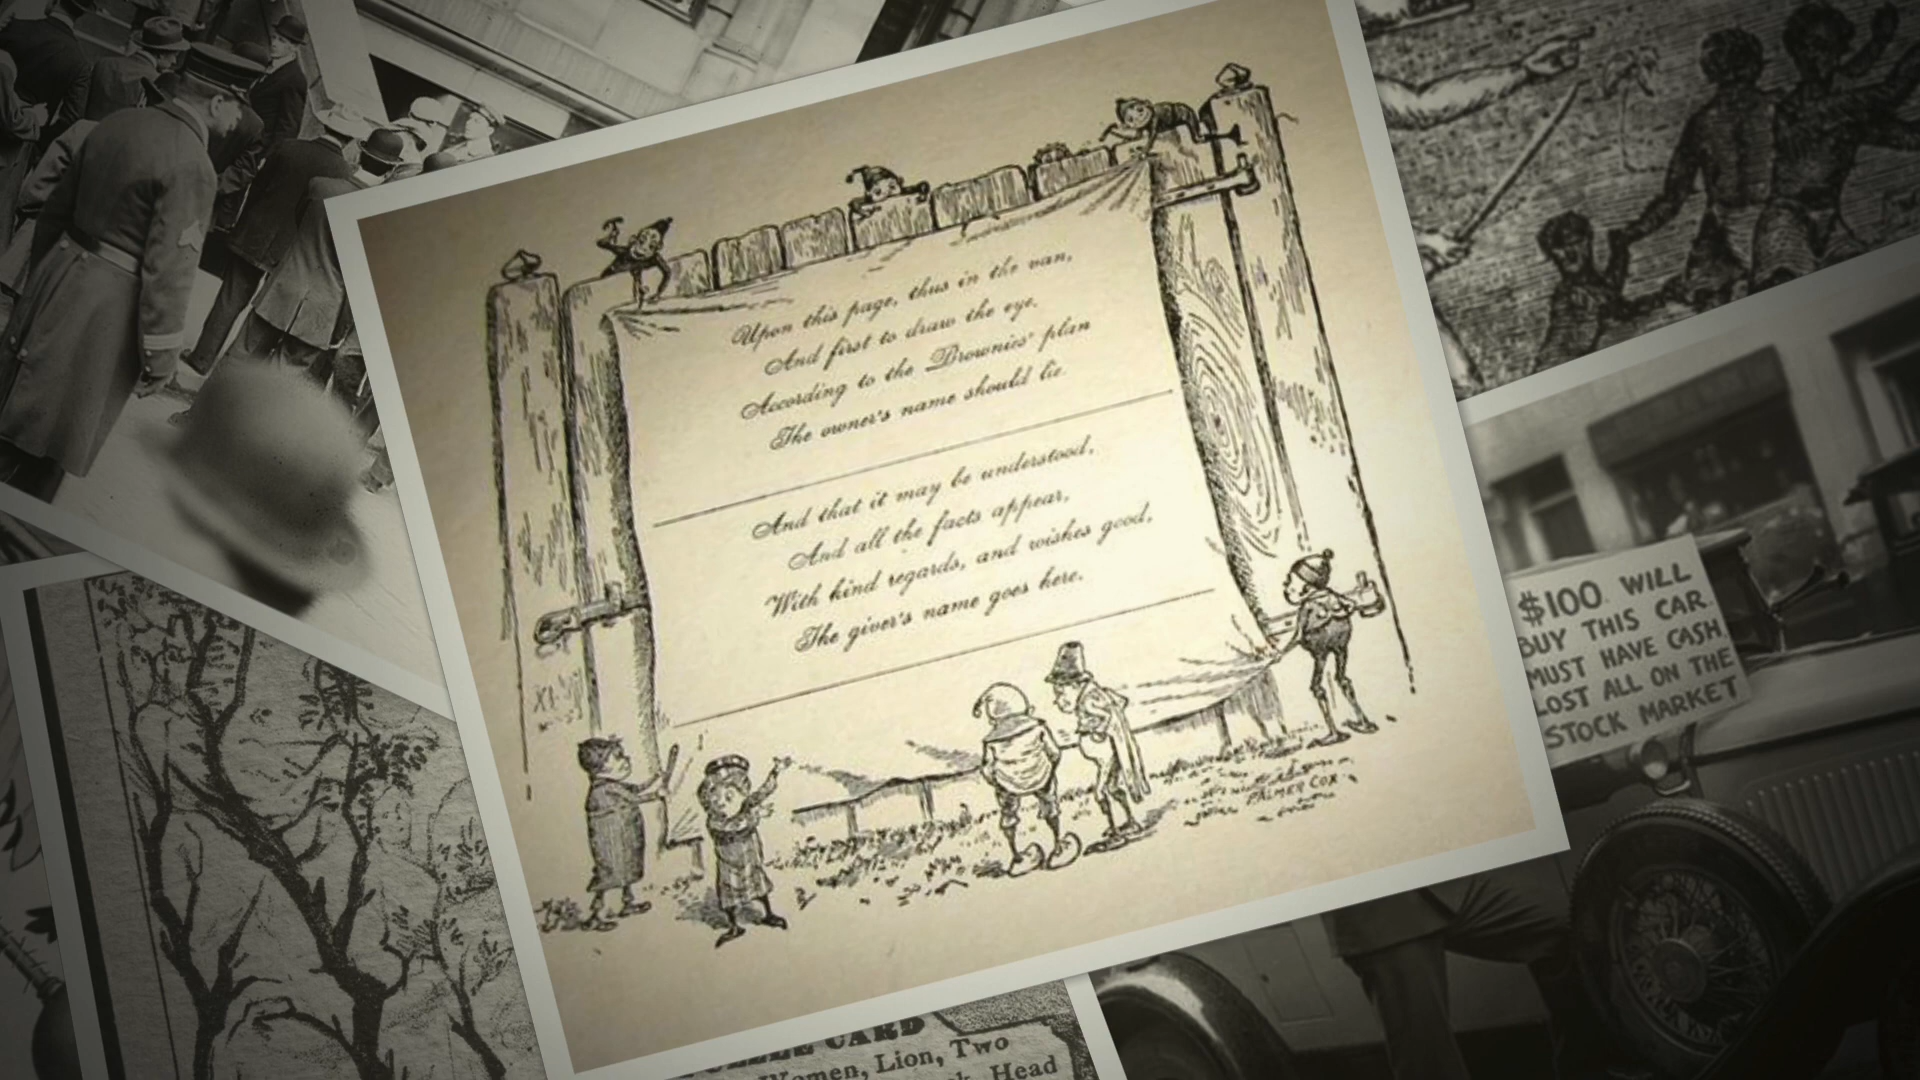 Upon this page, thus in the van,
And first to draw the eye,
According to the Brownies' plan
The owner's name should lie.
And that it may be understood,
And all the facts appear,
With kind regards, and wishes good,
The giver's name goes here.
PALMER COX
$100 WILL
BUY THIS CAR.
MUST HAVE CASH.
LOST ALL ON THE
STOCK MARKET
CARD
Women, Lion, Two
Head